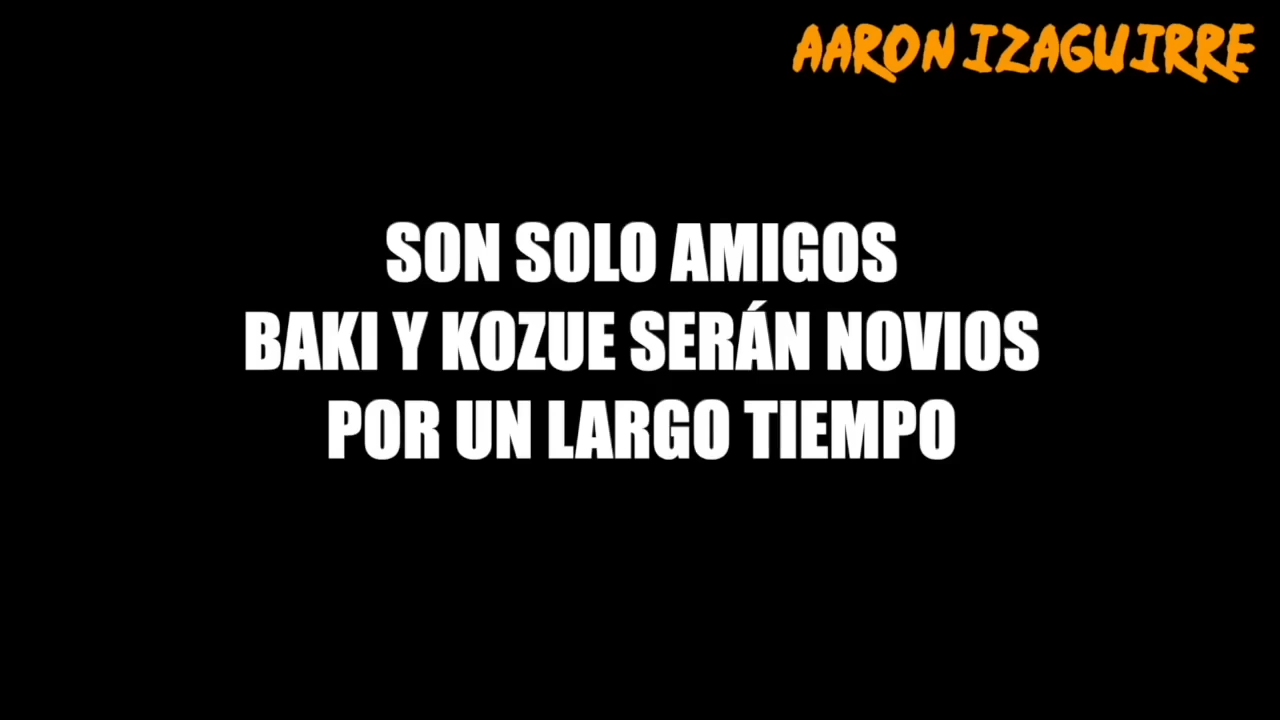 AARON IZAGUIRRE
SON SOLO AMIGOS
BAKI Y KOZUE SERÁN NOVIOS
POR UN LARGO TIEMPO